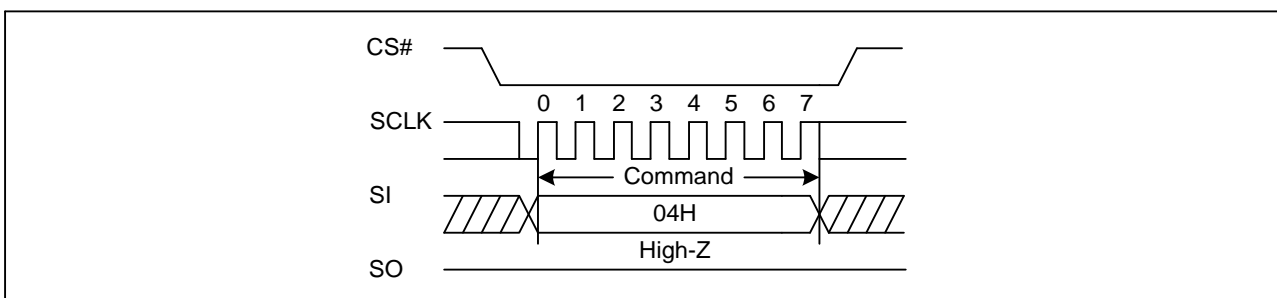 CS#
0 1 2 3 4 5 6 7
SCLK
Command
SI
04H
High-Z
SO